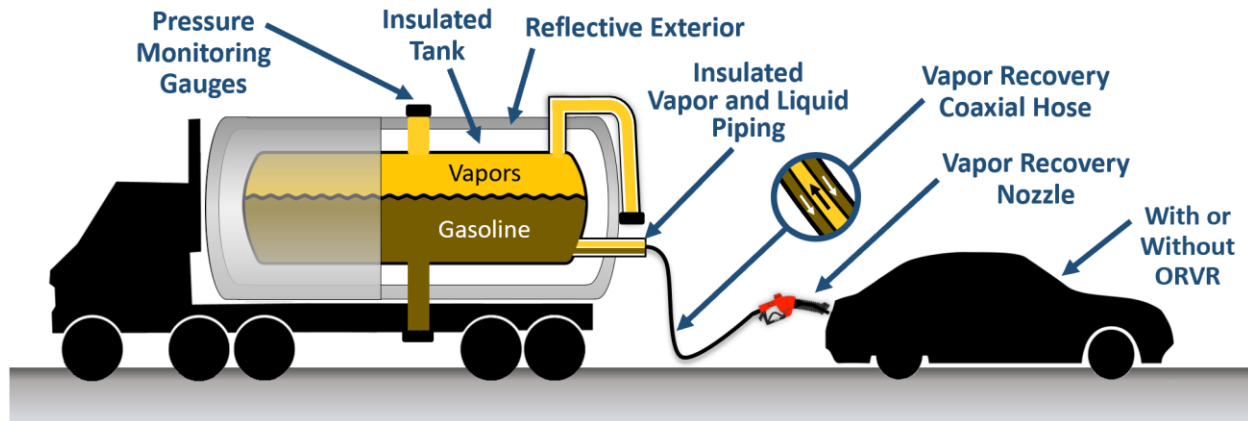 Pressure
Monitoring
Gauges
Insulated
Tank
Reflective Exterior
Insulated
Vapor and Liquid
Piping
Vapor Recovery
Coaxial Hose
Vapor Recovery
Nozzle
With or
Without
ORVR
Vapors
Gasoline